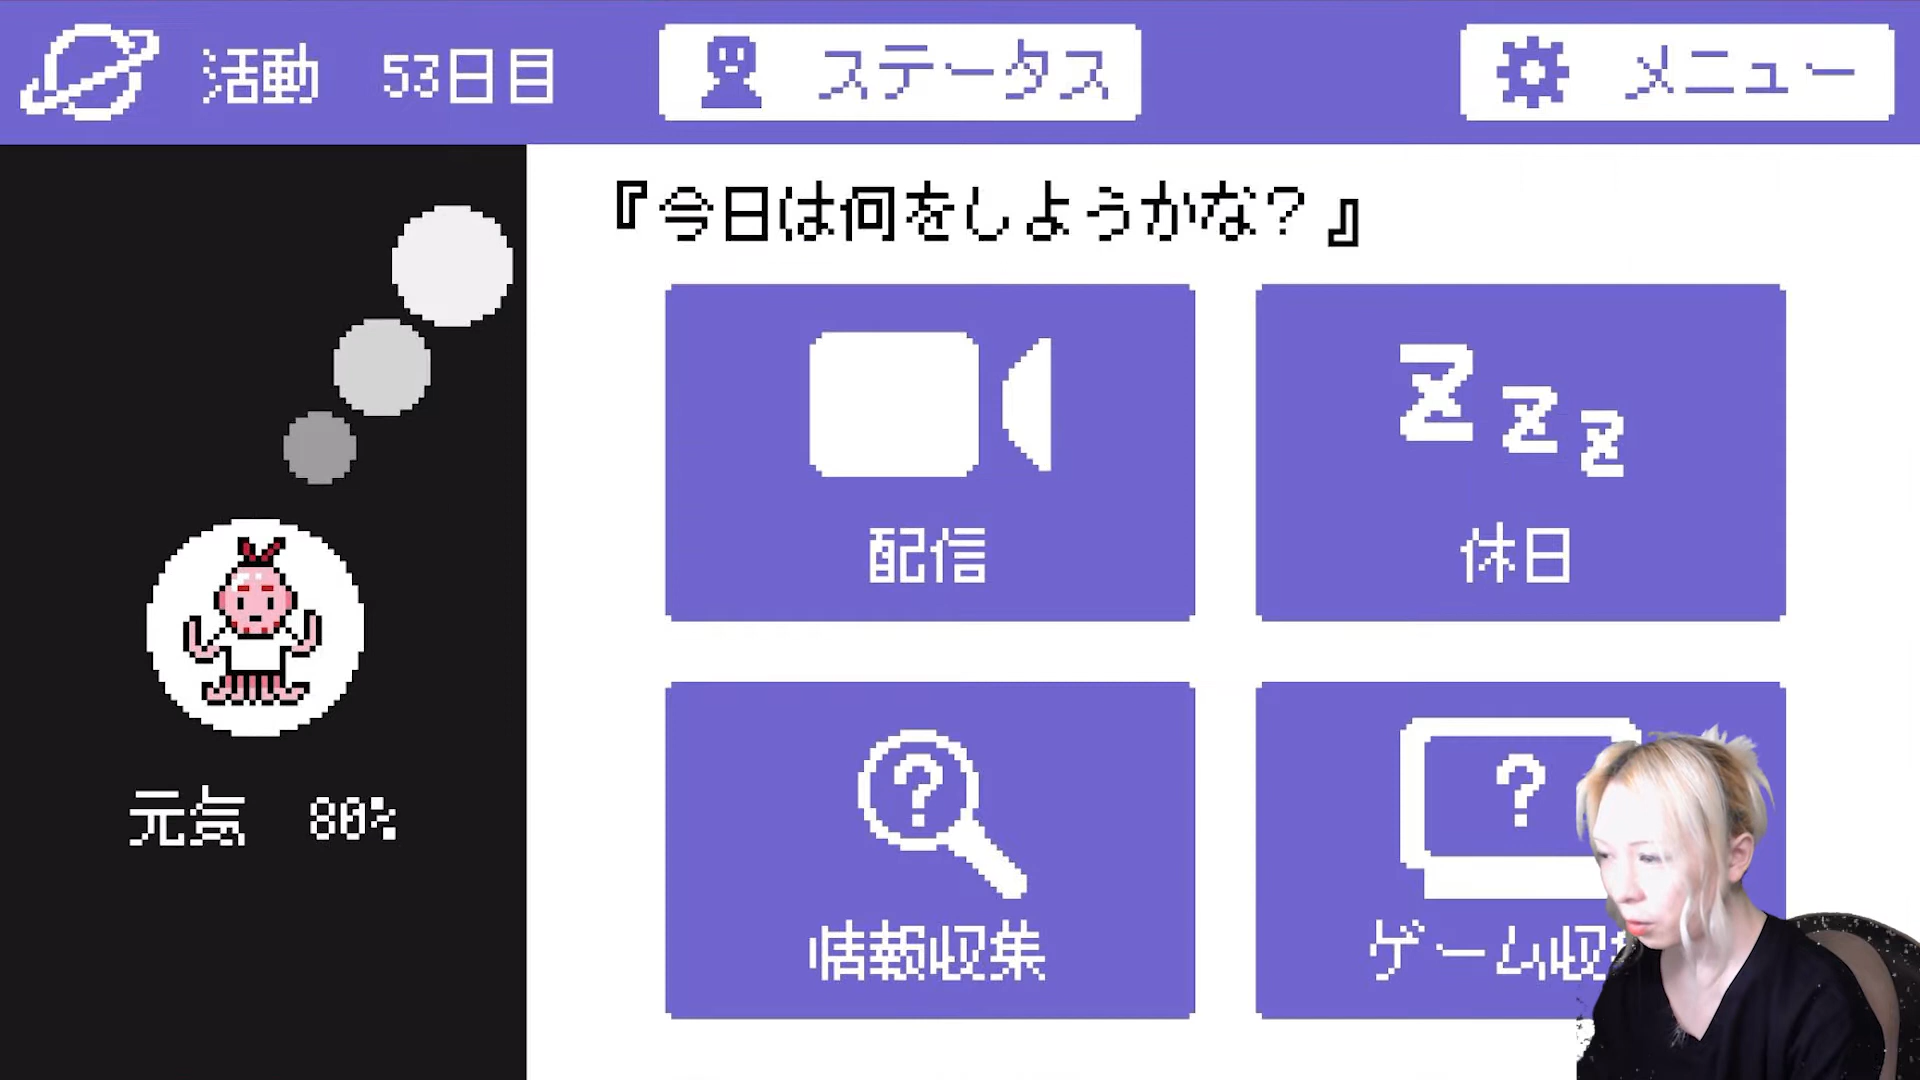 活動 53日目
ステータス
メニュー
『今日は何をしようかな?』
配信
休日
情報収集
ゲーム収
元気 80%